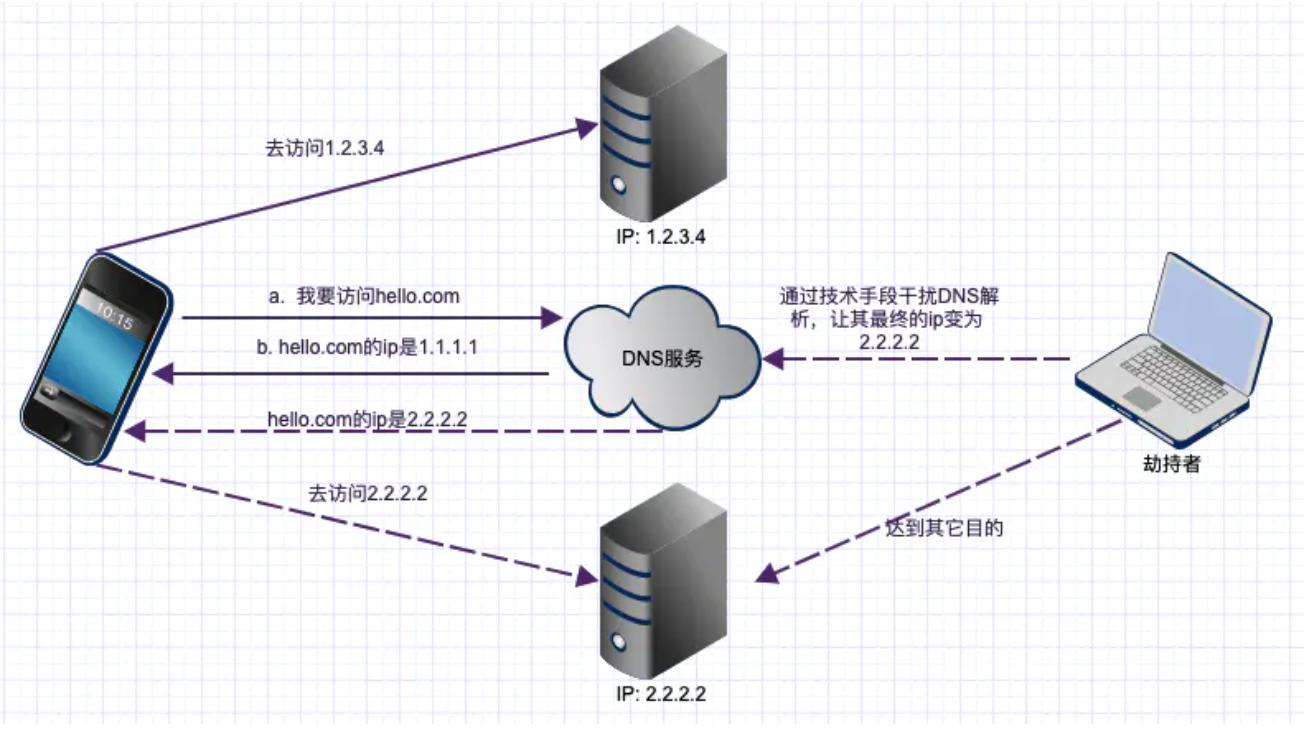 去访问1.2.3.4
IP: 1.2.3.4
10:15
a. 我要访问hello.com
通过技术手段干扰DNS解
析，让其最终的ip变为
2.2.2.2
b. hello.com的ip是1.1.1.1
DNS服务
hello.com的ip是2.2.2.2
劫持者
去访问2.2.2.2
达到其它目的
IP: 2.2.2.2